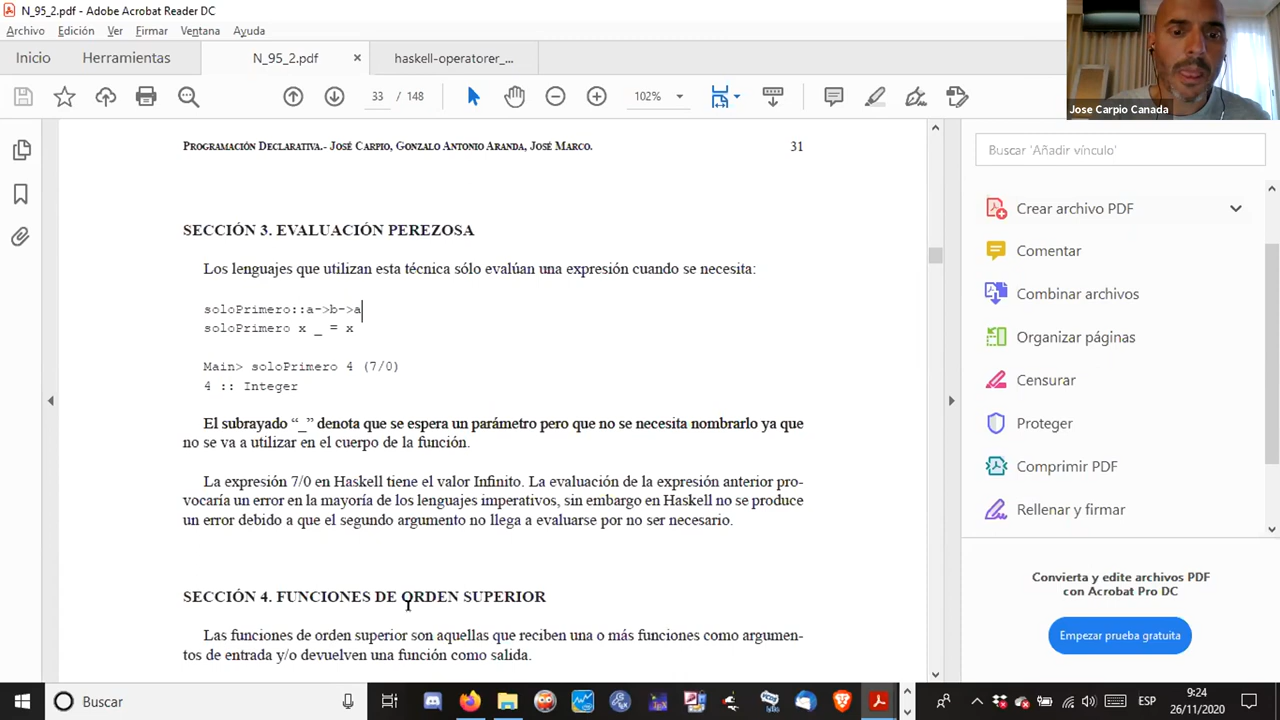 N_95_2.pdf - Adobe Acrobat Reader DC
Archivo Edición Ver Firmar Ventana Ayuda
Inicio Herramientas N_95_2.pdf × haskell-operatorer_...
33 / 148 102%
Jose Carpio Canada
PROGRAMACIÓN DECLARATIVA.- JOSÉ CARPIO, GONZALO ANTONIO ARANDA, JOSÉ MARCO. 31
SECCIÓN 3. EVALUACIÓN PEREZOSA
Los lenguajes que utilizan esta técnica sólo evalúan una expresión cuando se necesita:
soloPrimero::a->b->a
soloPrimero x _ = x
Main> soloPrimero 4 (7/0)
4 :: Integer
El subrayado “_” denota que se espera un parámetro pero que no se necesita nombrarlo ya que
no se va a utilizar en el cuerpo de la función.
La expresión 7/0 en Haskell tiene el valor Infinito. La evaluación de la expresión anterior pro-
vocaría un error en la mayoría de los lenguajes imperativos, sin embargo en Haskell no se produce
un error debido a que el segundo argumento no llega a evaluarse por no ser necesario.
SECCIÓN 4. FUNCIONES DE ORDEN SUPERIOR
Las funciones de orden superior son aquellas que reciben una o más funciones como argumen-
tos de entrada y/o devuelven una función como salida.
Buscar 'Añadir vínculo'
Crear archivo PDF
Comentar
Combinar archivos
Organizar páginas
Censurar
Proteger
Comprimir PDF
Rellenar y firmar
Convierta y edite archivos PDF
con Acrobat Pro DC
Empezar prueba gratuita
Buscar
ESP
9:24
26/11/2020